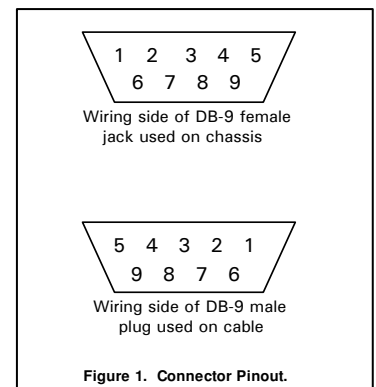 1 2 3 4 5
6 7 8 9
Wiring side of DB-9 female
jack used on chassis
5 4 3 2 1
9 8 7 6
Wiring side of DB-9 male
plug used on cable
Figure 1. Connector Pinout.